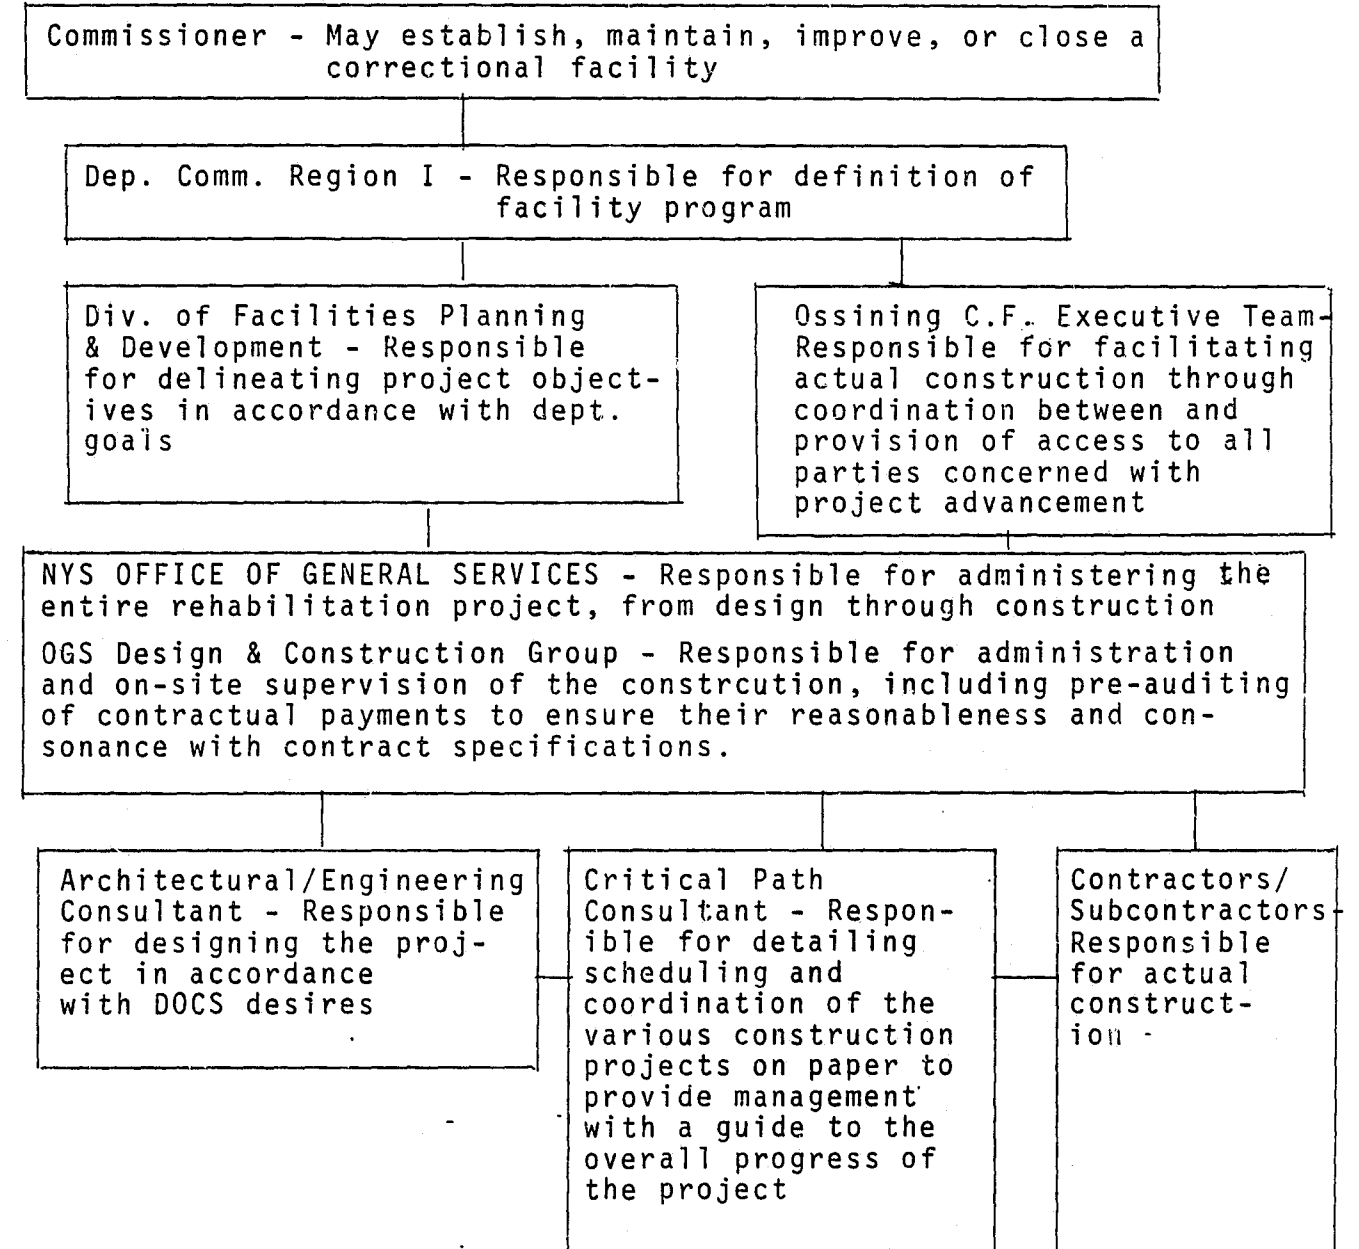 Commissioner - May establish, maintain, improve, or close a
correctional facility
Dep. Comm. Region I - Responsible for definition of
facility program
Div. of Facilities Planning
& Development - Responsible
for delineating project object-
ives in accordance with dept.
goals
Ossining C.F. Executive Team-
Responsible for facilitating
actual construction through
coordination between and
provision of access to all
parties concerned with
project advancement
NYS OFFICE OF GENERAL SERVICES - Responsible for administering the
entire rehabilitation project, from design through construction
OGS Design & Construction Group - Responsible for administration
and on-site supervision of the constrcution, including pre-auditing
of contractual payments to ensure their reasonableness and con-
sonance with contract specifications.
Architectural/Engineering
Consultant - Responsible
for designing the proj-
ect in accordance
with DOCS desires
Critical Path
Consultant - Respon-
ible for detailing
scheduling and
coordination of the
various construction
projects on paper to
provide management
with a guide to the
overall progress of
the project
Contractors/
Subcontractors-
Responsible
for actual
construct-
ion